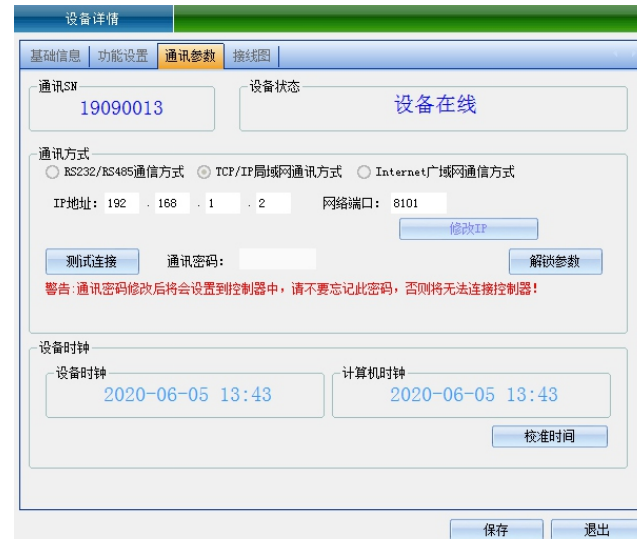 设备详情
基础信息 功能设置 通讯参数 接线图
通讯SN 设备状态
19090013 设备在线
通讯方式
RS232/RS485通信方式 TCP/IP局域网通讯方式 Internet广域网通信方式
IP地址: 192 . 168 . 1 . 2 网络端口: 8101
修改IP
测试连接 通讯密码: 解锁参数
警告:通讯密码修改后将会设置到控制器中，请不要忘记此密码，否则将无法连接控制器!
设备时钟
设备时钟 计算机时钟
2020-06-05 13:43 2020-06-05 13:43
校准时间
保存 退出